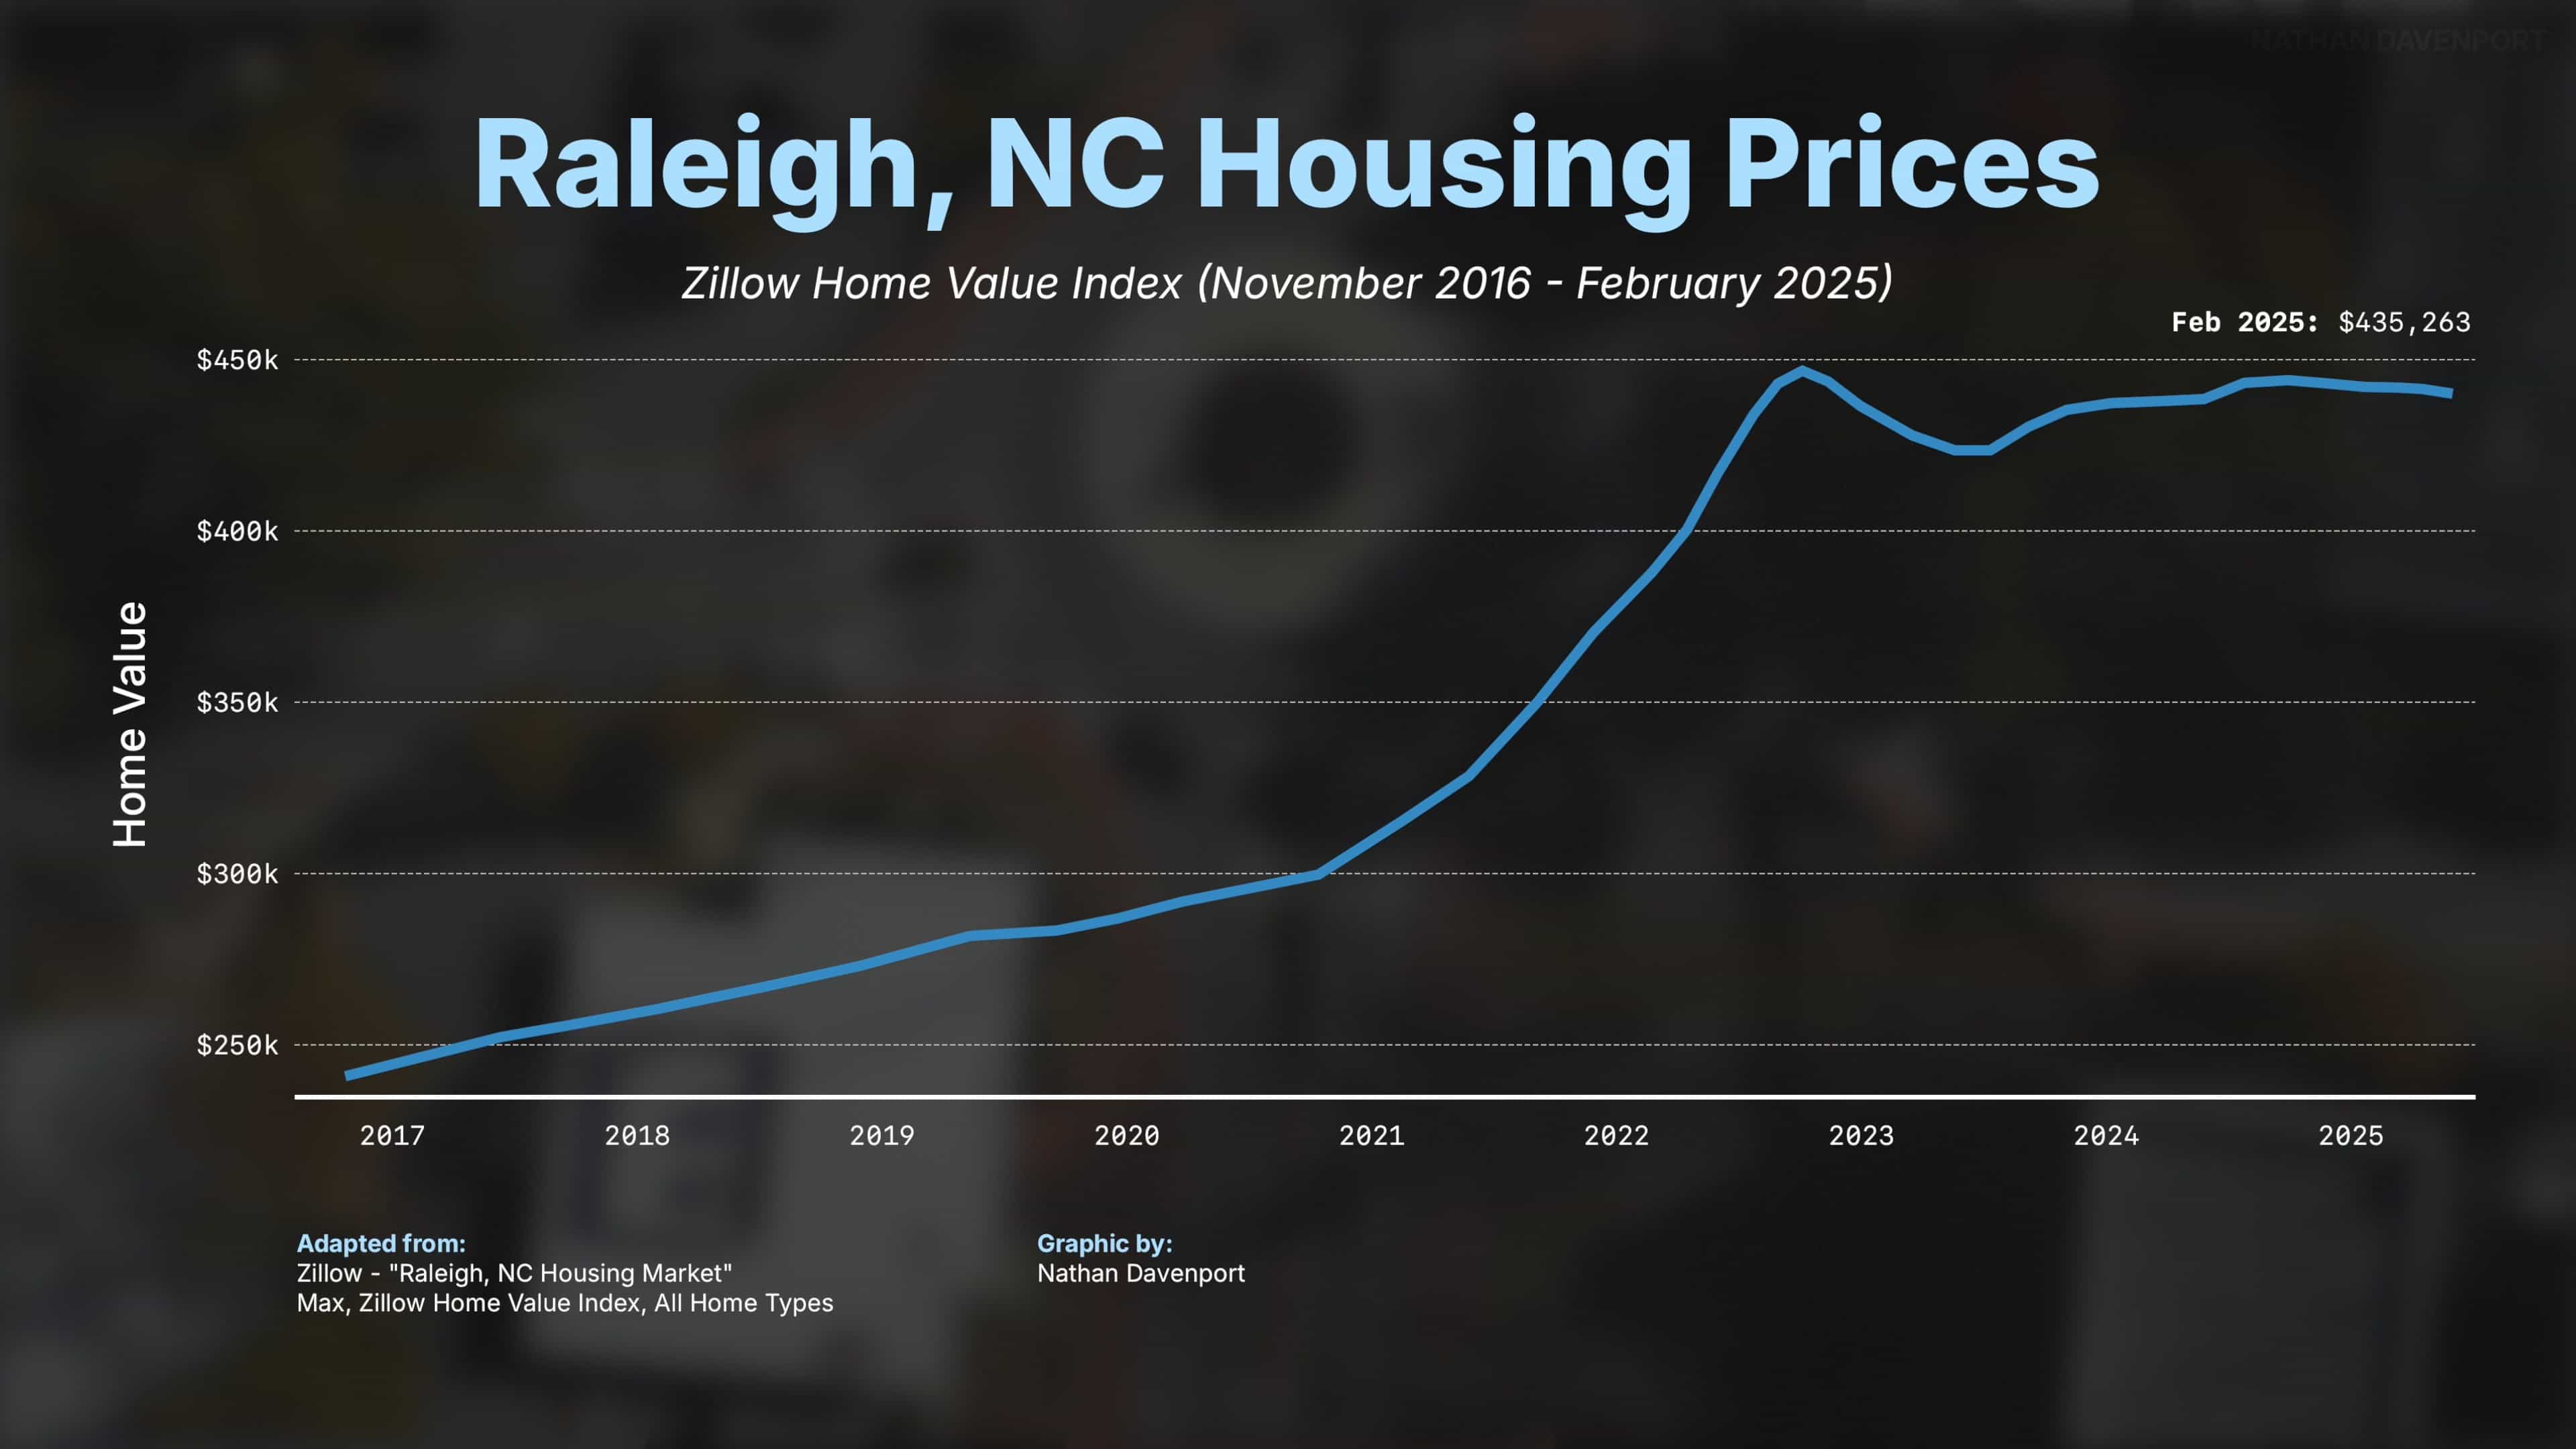 NATHAN DAVENPORT
Raleigh, NC Housing Prices
Zillow Home Value Index (November 2016 - February 2025)
Feb 2025: $435,263
$450k
$400k
$350k
$300k
$250k
Home Value
2017 2018 2019 2020 2021 2022 2023 2024 2025
Adapted from:
Zillow - "Raleigh, NC Housing Market"
Max, Zillow Home Value Index, All Home Types
Graphic by:
Nathan Davenport